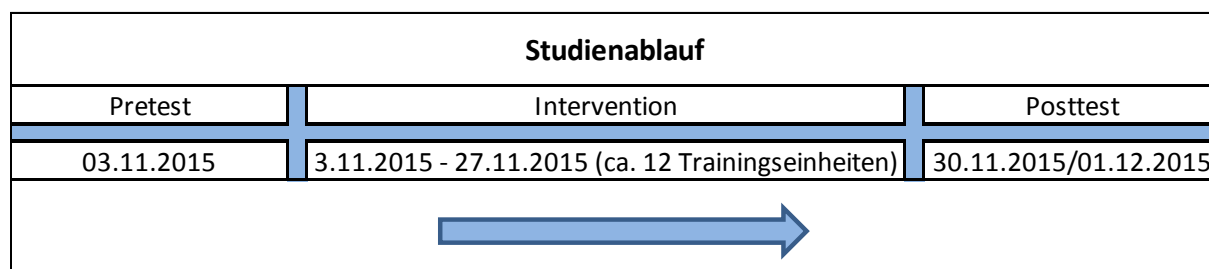 Studienablauf
Pretest Intervention Posttest
03.11.2015 3.11.2015 - 27.11.2015 (ca. 12 Trainingseinheiten) 30.11.2015/01.12.2015